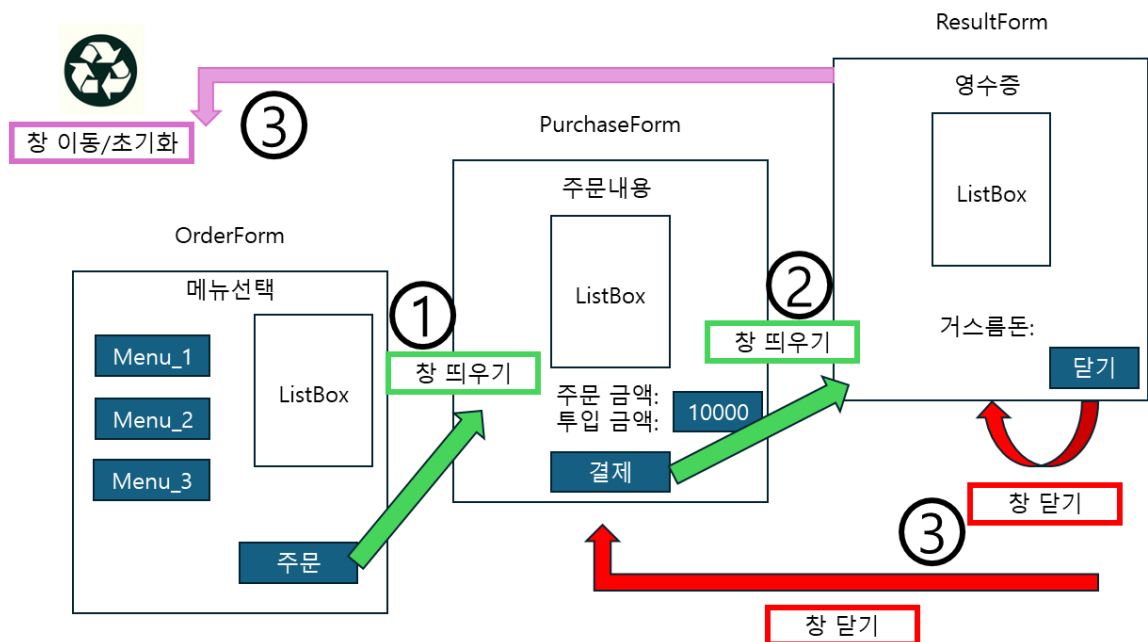 ResultForm
영수증
ListBox
거스름돈:
닫기
창 닫기
③
창 이동/초기화
③
PurchaseForm
주문내용
ListBox
주문 금액:
투입 금액:
10000
결제
②
창 띄우기
OrderForm
메뉴선택
Menu_1
Menu_2
Menu_3
ListBox
주문
①
창 띄우기
창 닫기